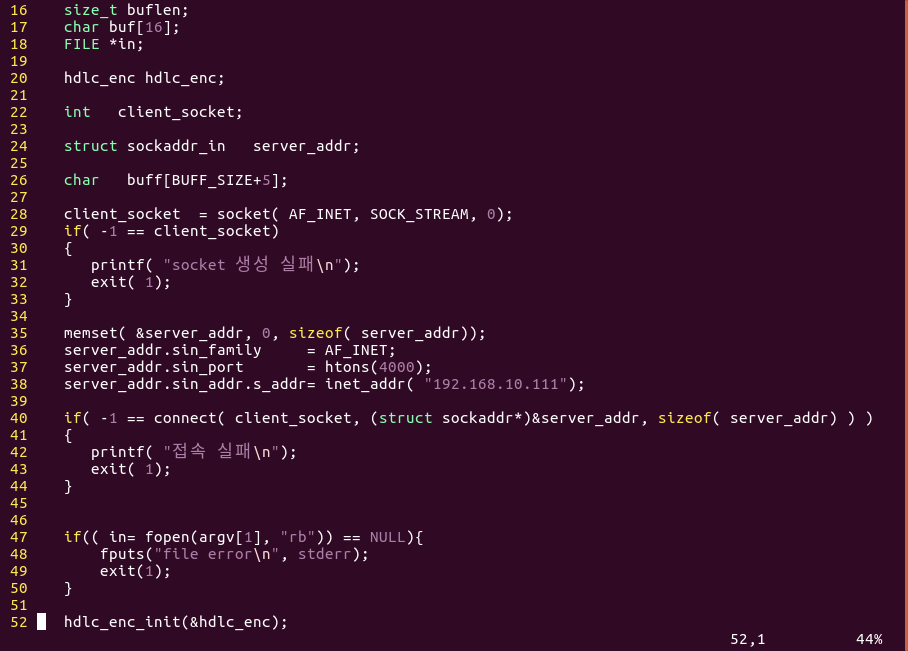 16    size_t buflen;
17    char buf[16];
18    FILE *in;
19
20    hdlc_enc hdlc_enc;
21
22    int   client_socket;
23
24    struct sockaddr_in   server_addr;
25
26    char   buff[BUFF_SIZE+5];
27
28    client_socket  = socket( AF_INET, SOCK_STREAM, 0);
29    if( -1 == client_socket)
30    {
31       printf( "socket 생성 실패\n");
32       exit( 1);
33    }
34
35    memset( &server_addr, 0, sizeof( server_addr));
36    server_addr.sin_family     = AF_INET;
37    server_addr.sin_port       = htons(4000);
38    server_addr.sin_addr.s_addr= inet_addr( "192.168.10.111");
39
40    if( -1 == connect( client_socket, (struct sockaddr*)&server_addr, sizeof( server_addr) ) )
41    {
42       printf( "접속 실패\n");
43       exit( 1);
44    }
45
46
47    if(( in= fopen(argv[1], "rb")) == NULL){
48        fputs("file error\n", stderr);
49        exit(1);
50    }
51
52    hdlc_enc_init(&hdlc_enc);
52,1          44%